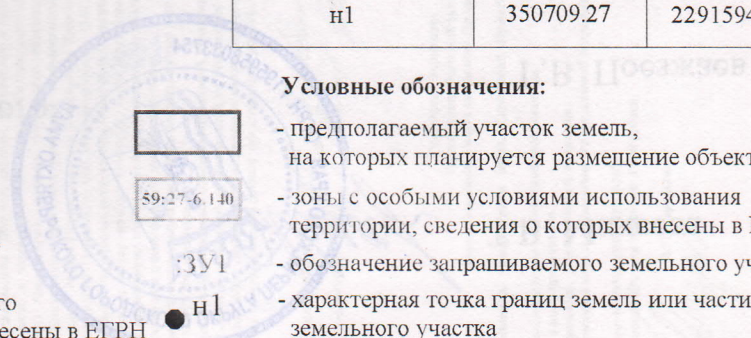 н1 350709.27 229159
Условные обозначения:
- предполагаемый участок земель,
на которых планируется размещение объект
59:27-6.140 - зоны с особыми условиями использования
территории, сведения о которых внесены в
:ЗУ1 - обозначение запрашиваемого земельного уч
н1 - характерная точка границ земель или части
есены в ЕГРН земельного участка